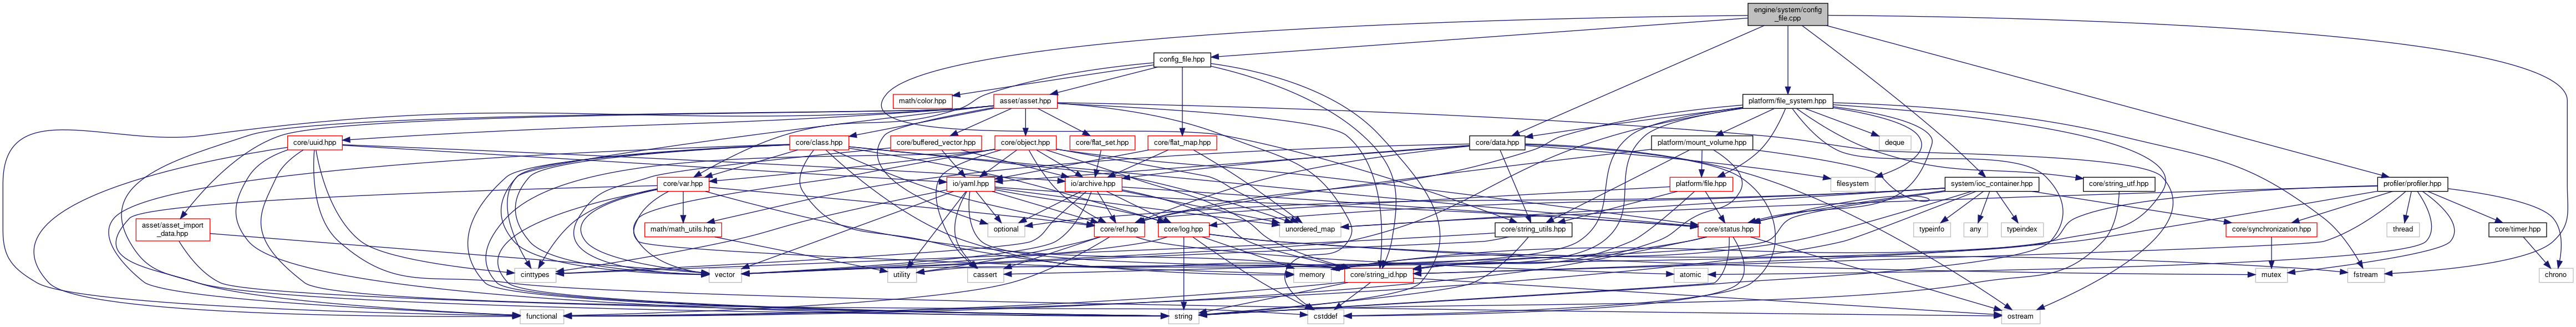 engine/system/config
_file.cpp
config_file.hpp
math/color.hpp
asset/asset.hpp
platform/file_system.hpp
core/uuid.hpp
core/class.hpp
core/buffered_vector.hpp
core/object.hpp
core/flat_set.hpp
core/flat_map.hpp
core/data.hpp
platform/mount_volume.hpp
deque
core/var.hpp
io/yaml.hpp
io/archive.hpp
platform/file.hpp
filesystem
system/ioc_container.hpp
core/string_utf.hpp
profiler/profiler.hpp
asset/asset_import
_data.hpp
math/math_utils.hpp
optional
core/ref.hpp
core/log.hpp
unordered_map
core/string_utils.hpp
core/status.hpp
typeinfo
any
typeindex
core/synchronization.hpp
thread
core/timer.hpp
cinttypes
vector
utility
cassert
memory
core/string_id.hpp
atomic
mutex
fstream
chrono
functional
string
cstddef
ostream